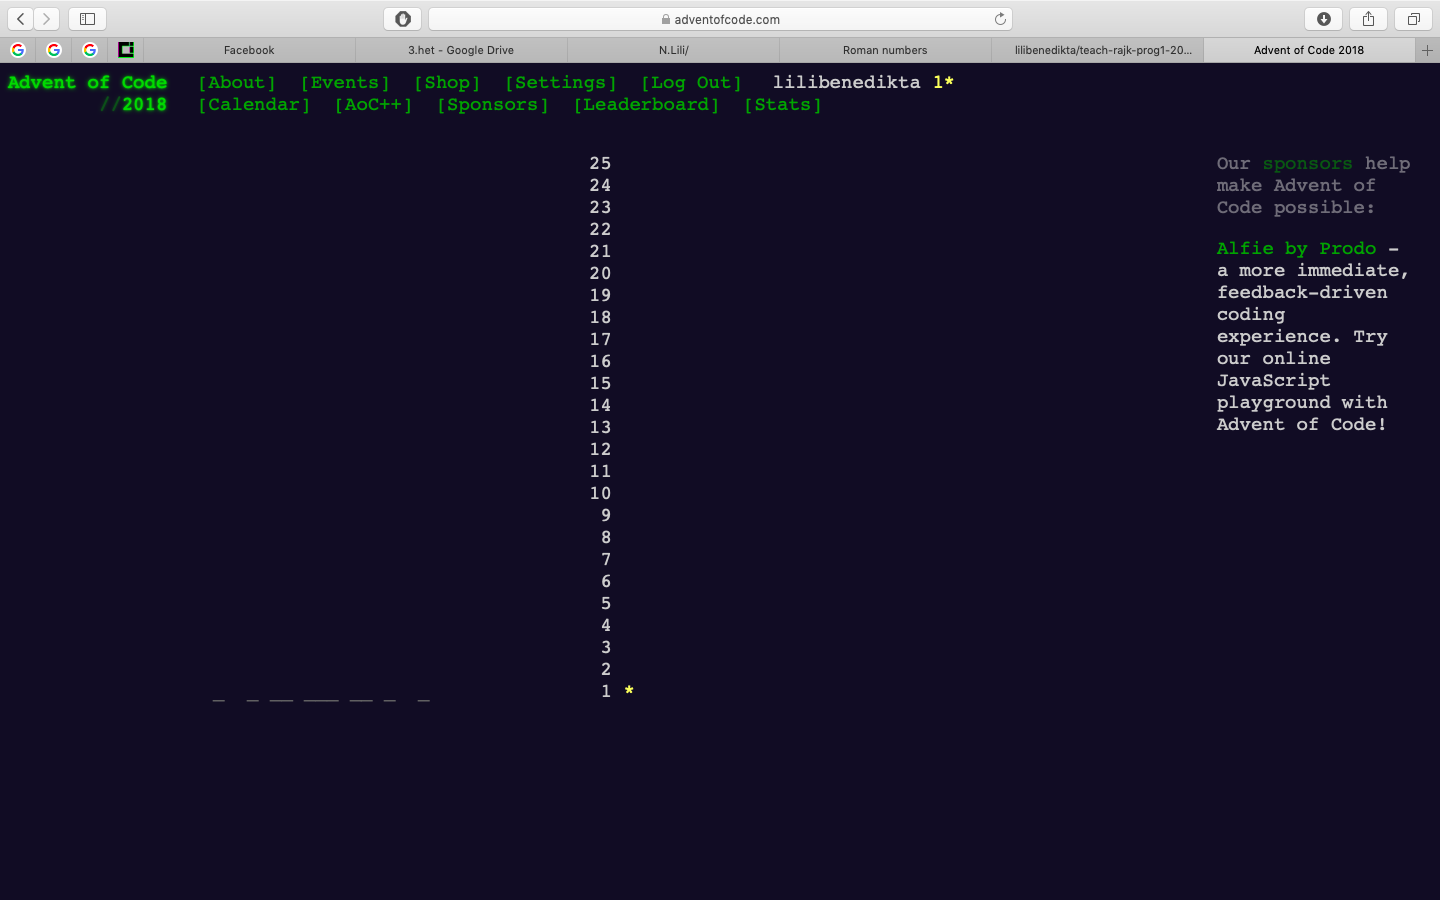 adventofcode.com
Facebook
3.het - Google Drive
N.Lili/
Roman numbers
lilibenedikta/teach-rajk-prog1-20...
Advent of Code 2018
Advent of Code [About] [Events] [Shop] [Settings] [Log Out] lilibenedikta 1*
//2018 [Calendar] [AoC++] [Sponsors] [Leaderboard] [Stats]
25
24
23
22
21
20
19
18
17
16
15
14
13
12
11
10
9
8
7
6
5
4
3
2
_  _ __ ___ __ _  _ 1 *
Our sponsors help
make Advent of
Code possible:
Alfie by Prodo –
a more immediate,
feedback-driven
coding
experience. Try
our online
JavaScript
playground with
Advent of Code!